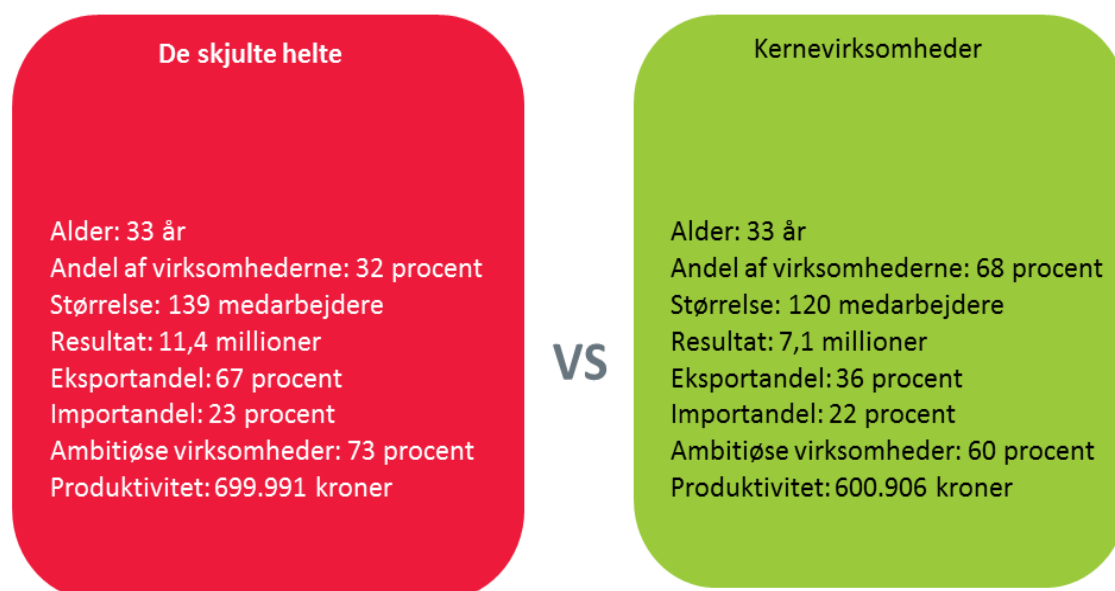 De skjulte helte
Alder: 33 år
Andel af virksomhederne: 32 procent
Størrelse: 139 medarbejdere
Resultat: 11,4 millioner
Eksportandel: 67 procent
Importandel: 23 procent
Ambitiøse virksomheder: 73 procent
Produktivitet: 699.991 kroner
VS
Kernevirksomheder
Alder: 33 år
Andel af virksomhederne: 68 procent
Størrelse: 120 medarbejdere
Resultat: 7,1 millioner
Eksportandel: 36 procent
Importandel: 22 procent
Ambitiøse virksomheder: 60 procent
Produktivitet: 600.906 kroner